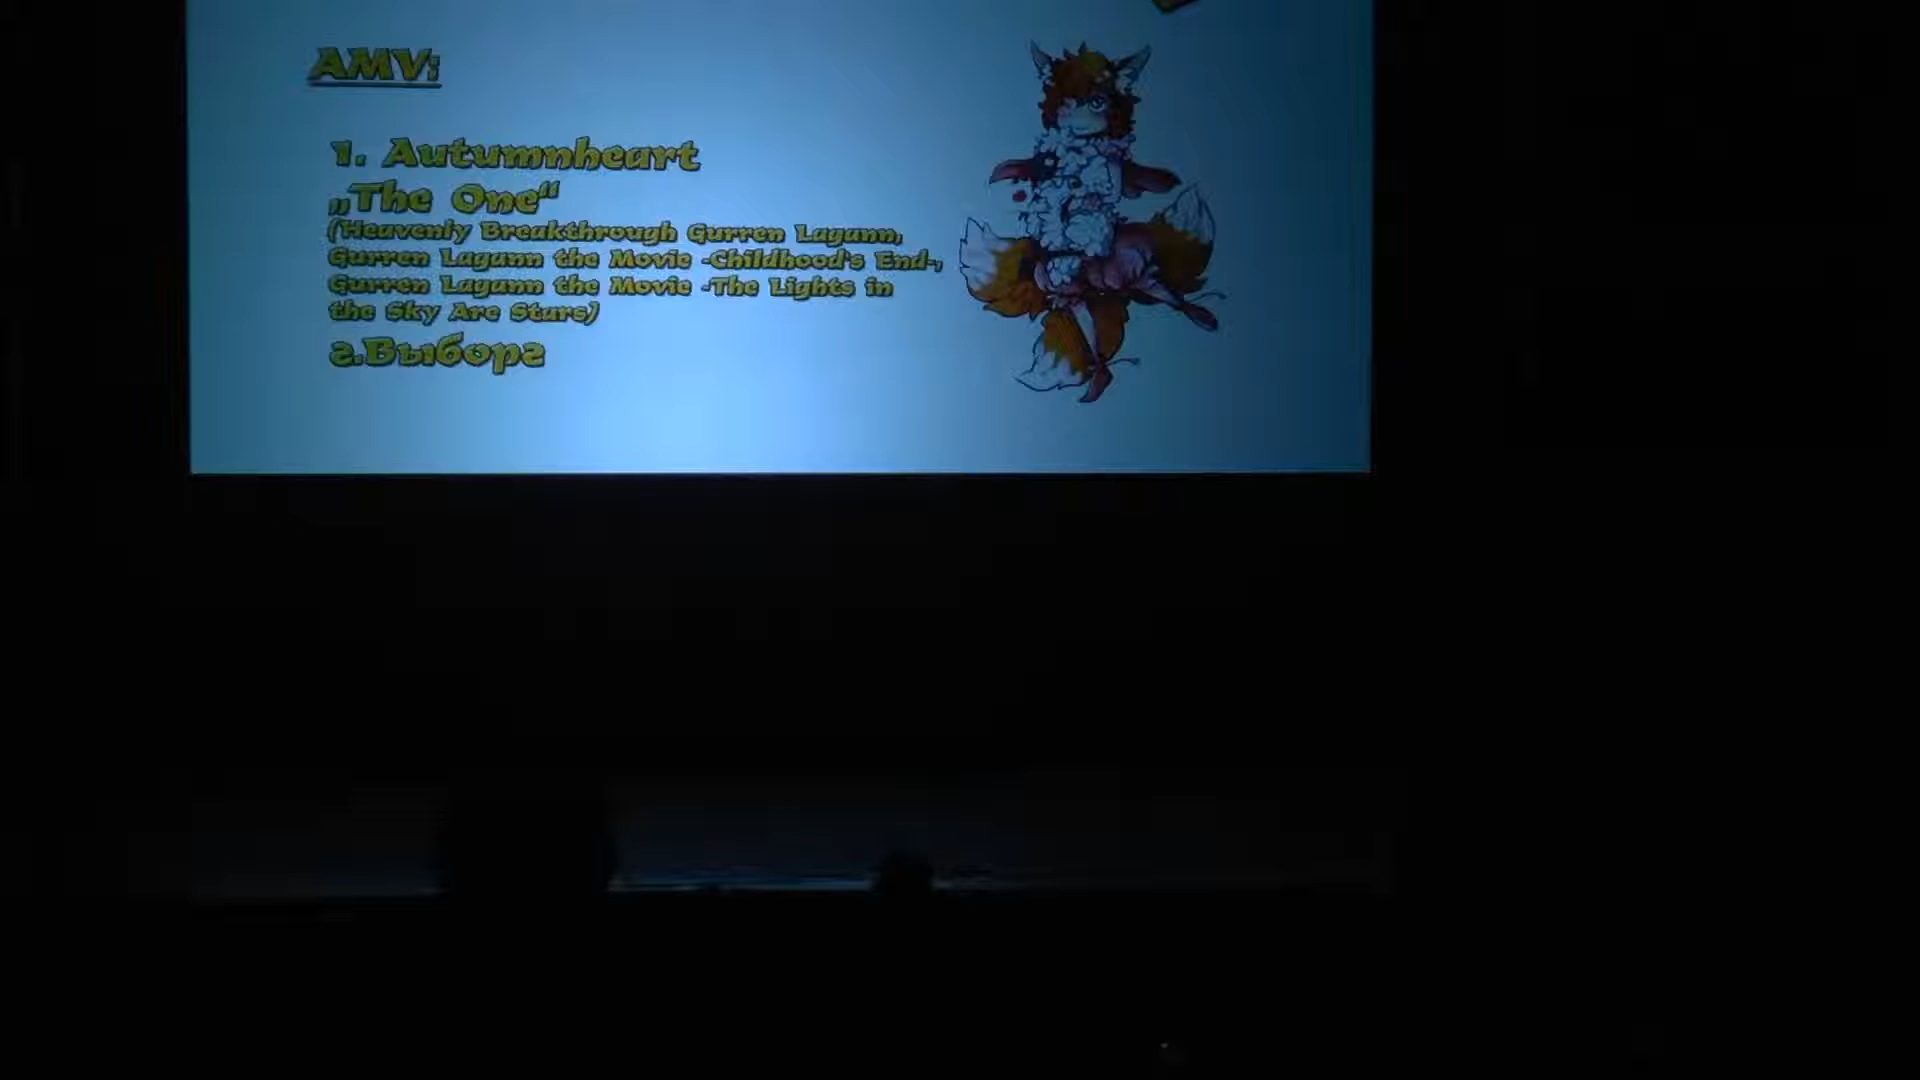 AMV:
1. Autumnheart
„The One“
(Heavenly Breakthrough Gurren Lagann,
Gurren Lagann the Movie -Childhood's End-,
Gurren Lagann the Movie -The Lights in
the Sky Are Stars)
г.Выборг